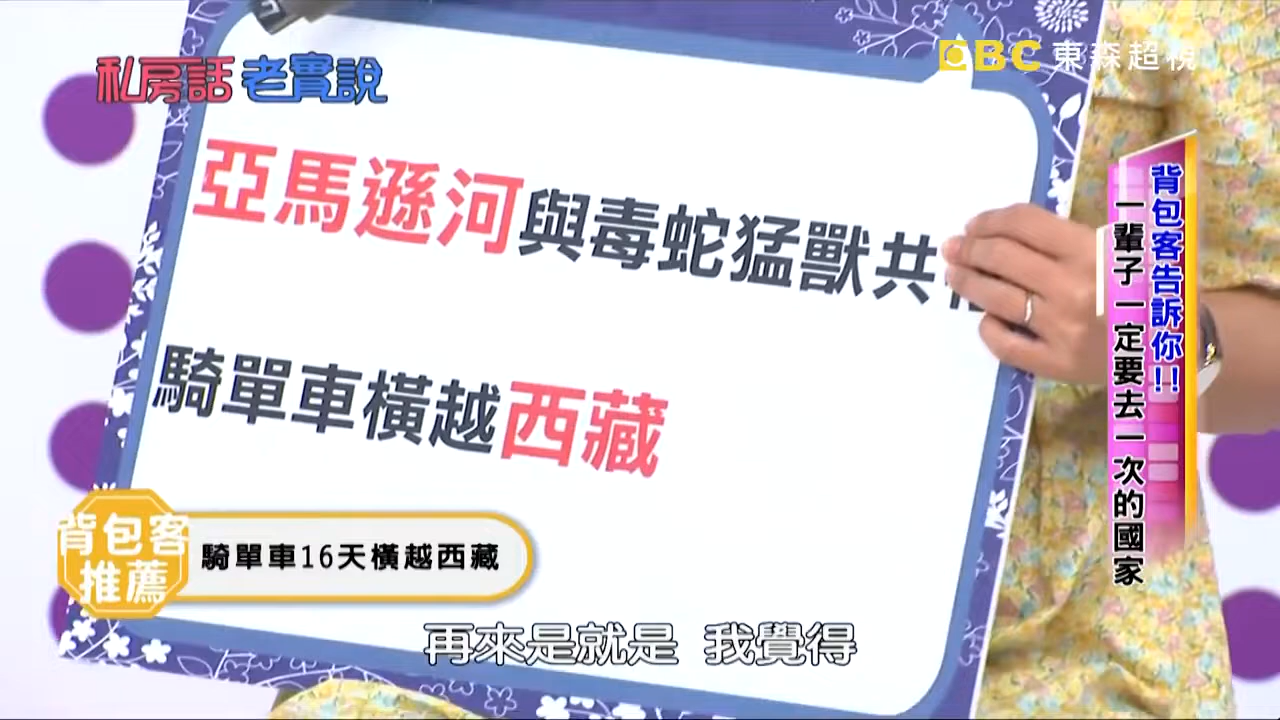 私房話老實說
EBC 東森超視
亞馬遜河與毒蛇猛獸共
騎單車橫越西藏
背包客告訴你!!
一輩子一定要去一次的國家
背包客
推薦
騎單車16天橫越西藏
再來是就是 我覺得